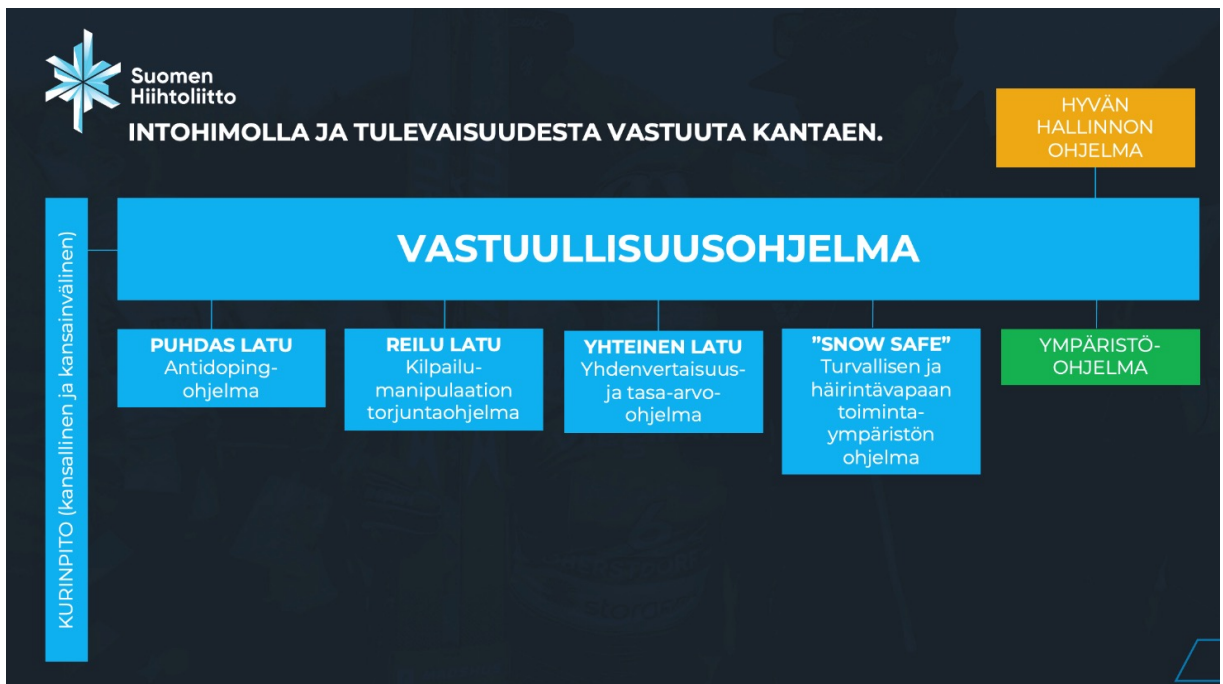 Suomen
Hiihtoliitto
INTOHIMOLLA JA TULEVAISUUDESTA VASTUUTA KANTAEN.
HYVÄN
HALLINNON
OHJELMA
KURINPITO (kansallinen ja kansainvälinen)
VASTUULLISUUSOHJELMA
PUHDAS LATU
Antidoping-
ohjelma
REILU LATU
Kilpailu-
manipulaation
torjuntaohjelma
YHTEINEN LATU
Yhdenvertaisuus-
ja tasa-arvo-
ohjelma
”SNOW SAFE”
Turvallisen ja
häirintävapaan
toiminta-
ympäristön
ohjelma
YMPÄRISTÖ-
OHJELMA